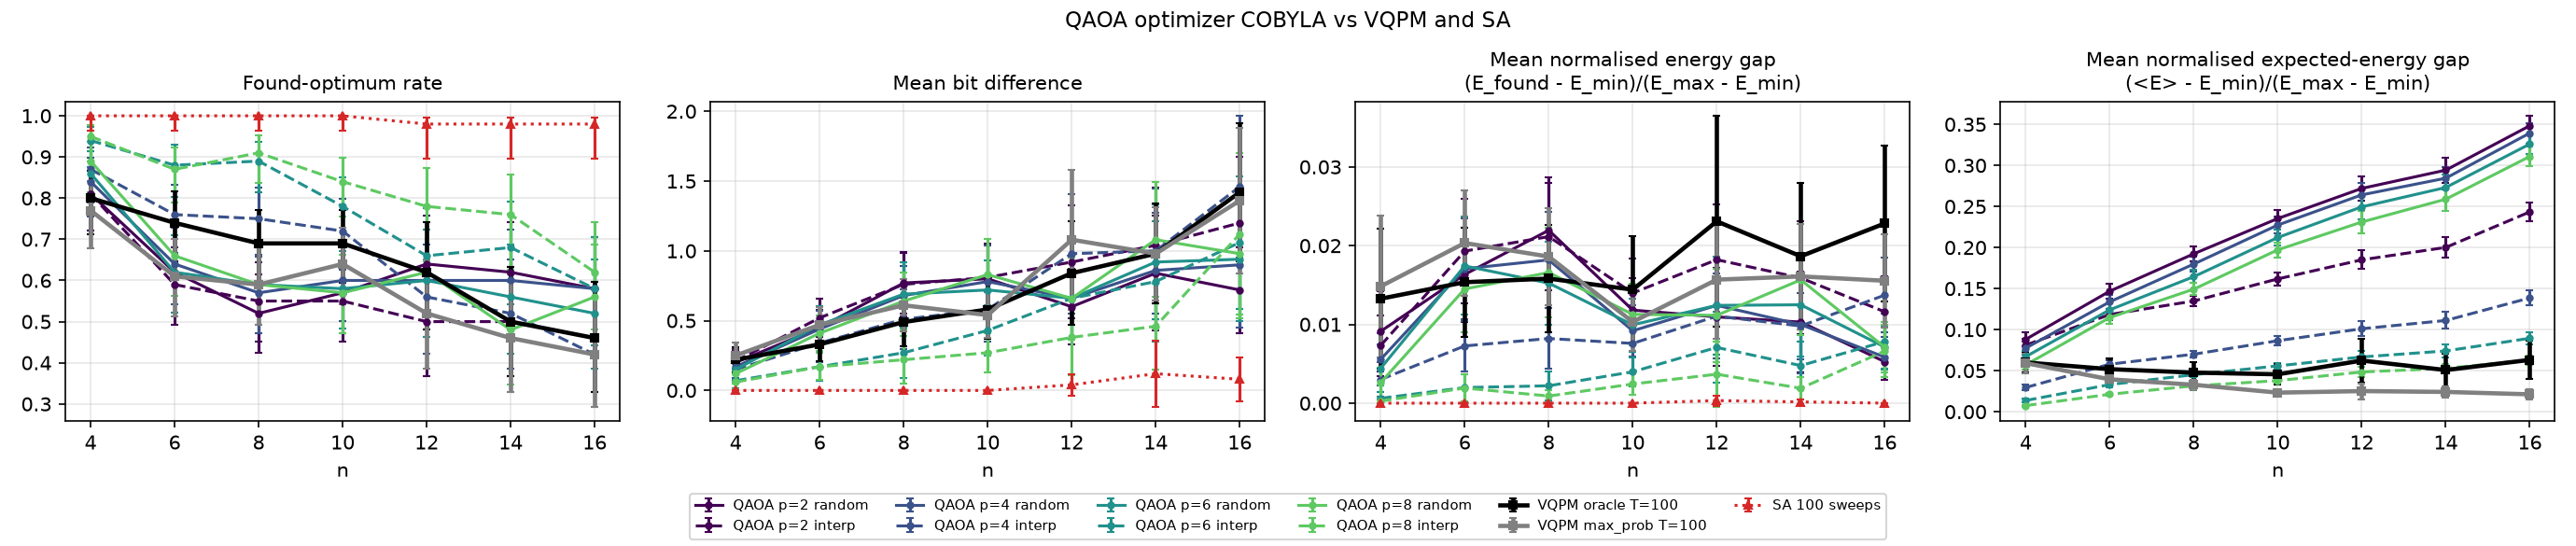 QAOA optimizer COBYLA vs VQPM and SA
Found-optimum rate
1.0
0.9
0.8
0.7
0.6
0.5
0.4
0.3
4 6 8 10 12 14 16
n
Mean bit difference
2.0
1.5
1.0
0.5
0.0
4 6 8 10 12 14 16
n
Mean normalised energy gap
(E_found - E_min)/(E_max - E_min)
0.03
0.02
0.01
0.00
4 6 8 10 12 14 16
n
Mean normalised expected-energy gap
(<E> - E_min)/(E_max - E_min)
0.35
0.30
0.25
0.20
0.15
0.10
0.05
0.00
4 6 8 10 12 14 16
n
QAOA p=2 random
QAOA p=2 interp
QAOA p=4 random
QAOA p=4 interp
QAOA p=6 random
QAOA p=6 interp
QAOA p=8 random
QAOA p=8 interp
VQPM oracle T=100
VQPM max_prob T=100
SA 100 sweeps